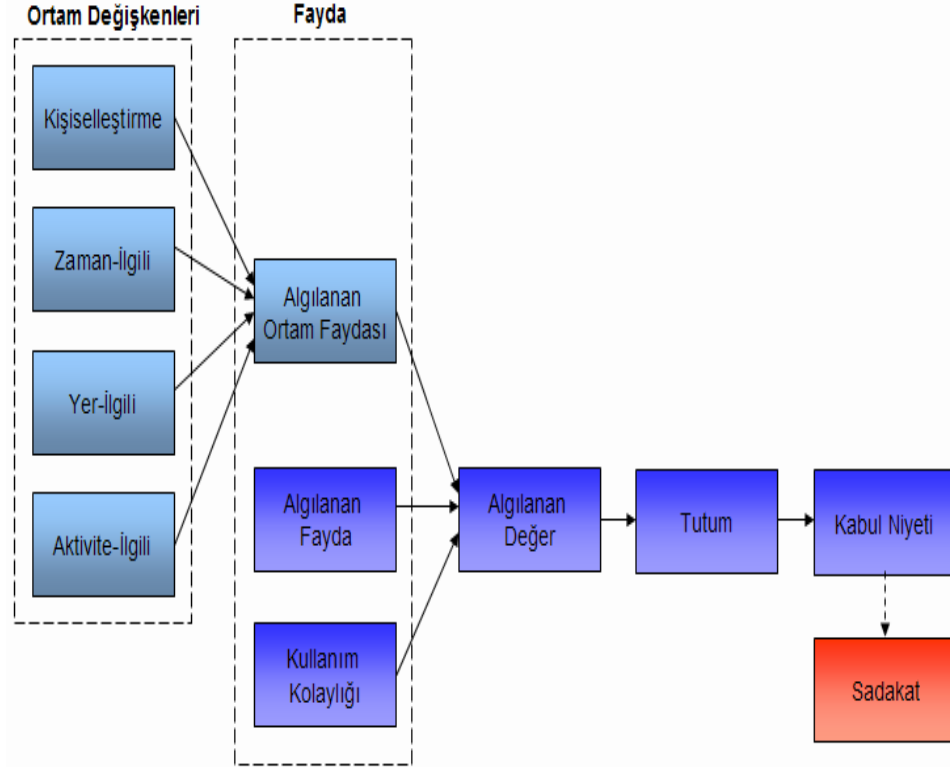 Ortam Değişkenleri
Fayda
Kişiselleştirme
Zaman-İlgili
Yer-İlgili
Aktivite-İlgili
Algılanan
Ortam Faydası
Algılanan
Fayda
Kullanım
Kolaylığı
Algılanan
Değer
Tutum
Kabul Niyeti
Sadakat